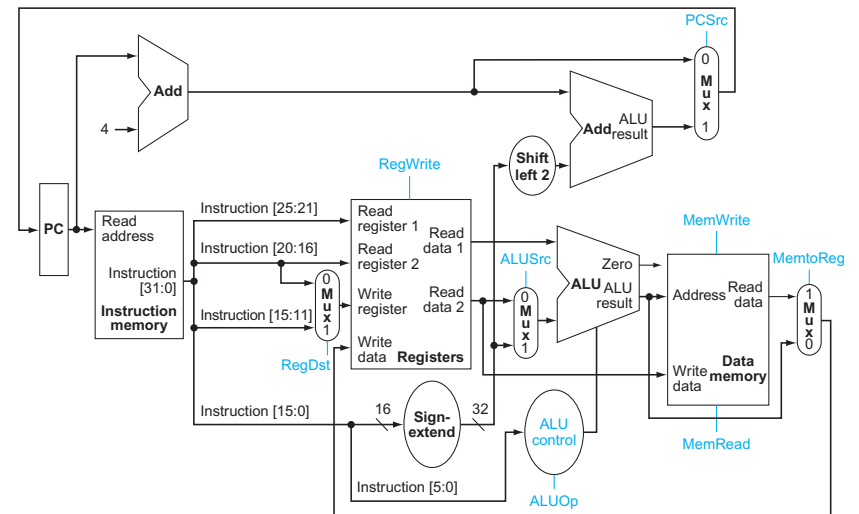 PCSrc
0
M
u
x
1
Add
4
Add
ALU
result
Shift
left 2
RegWrite
PC
Read
address
Instruction
[31:0]
Instruction
memory
Instruction [25:21]
Instruction [20:16]
Instruction [15:11]
Instruction [15:0]
Instruction [5:0]
0
M
u
x
1
RegDst
Read
register 1
Read
register 2
Write
register
Write
data
Registers
Read
data 1
Read
data 2
16
Sign-
extend
32
ALUSrc
0
M
u
x
1
Zero
ALU
ALU
result
ALU
control
ALUOp
MemWrite
Address
Read
data
Write
data
Data
memory
MemRead
MemtoReg
1
M
u
x
0